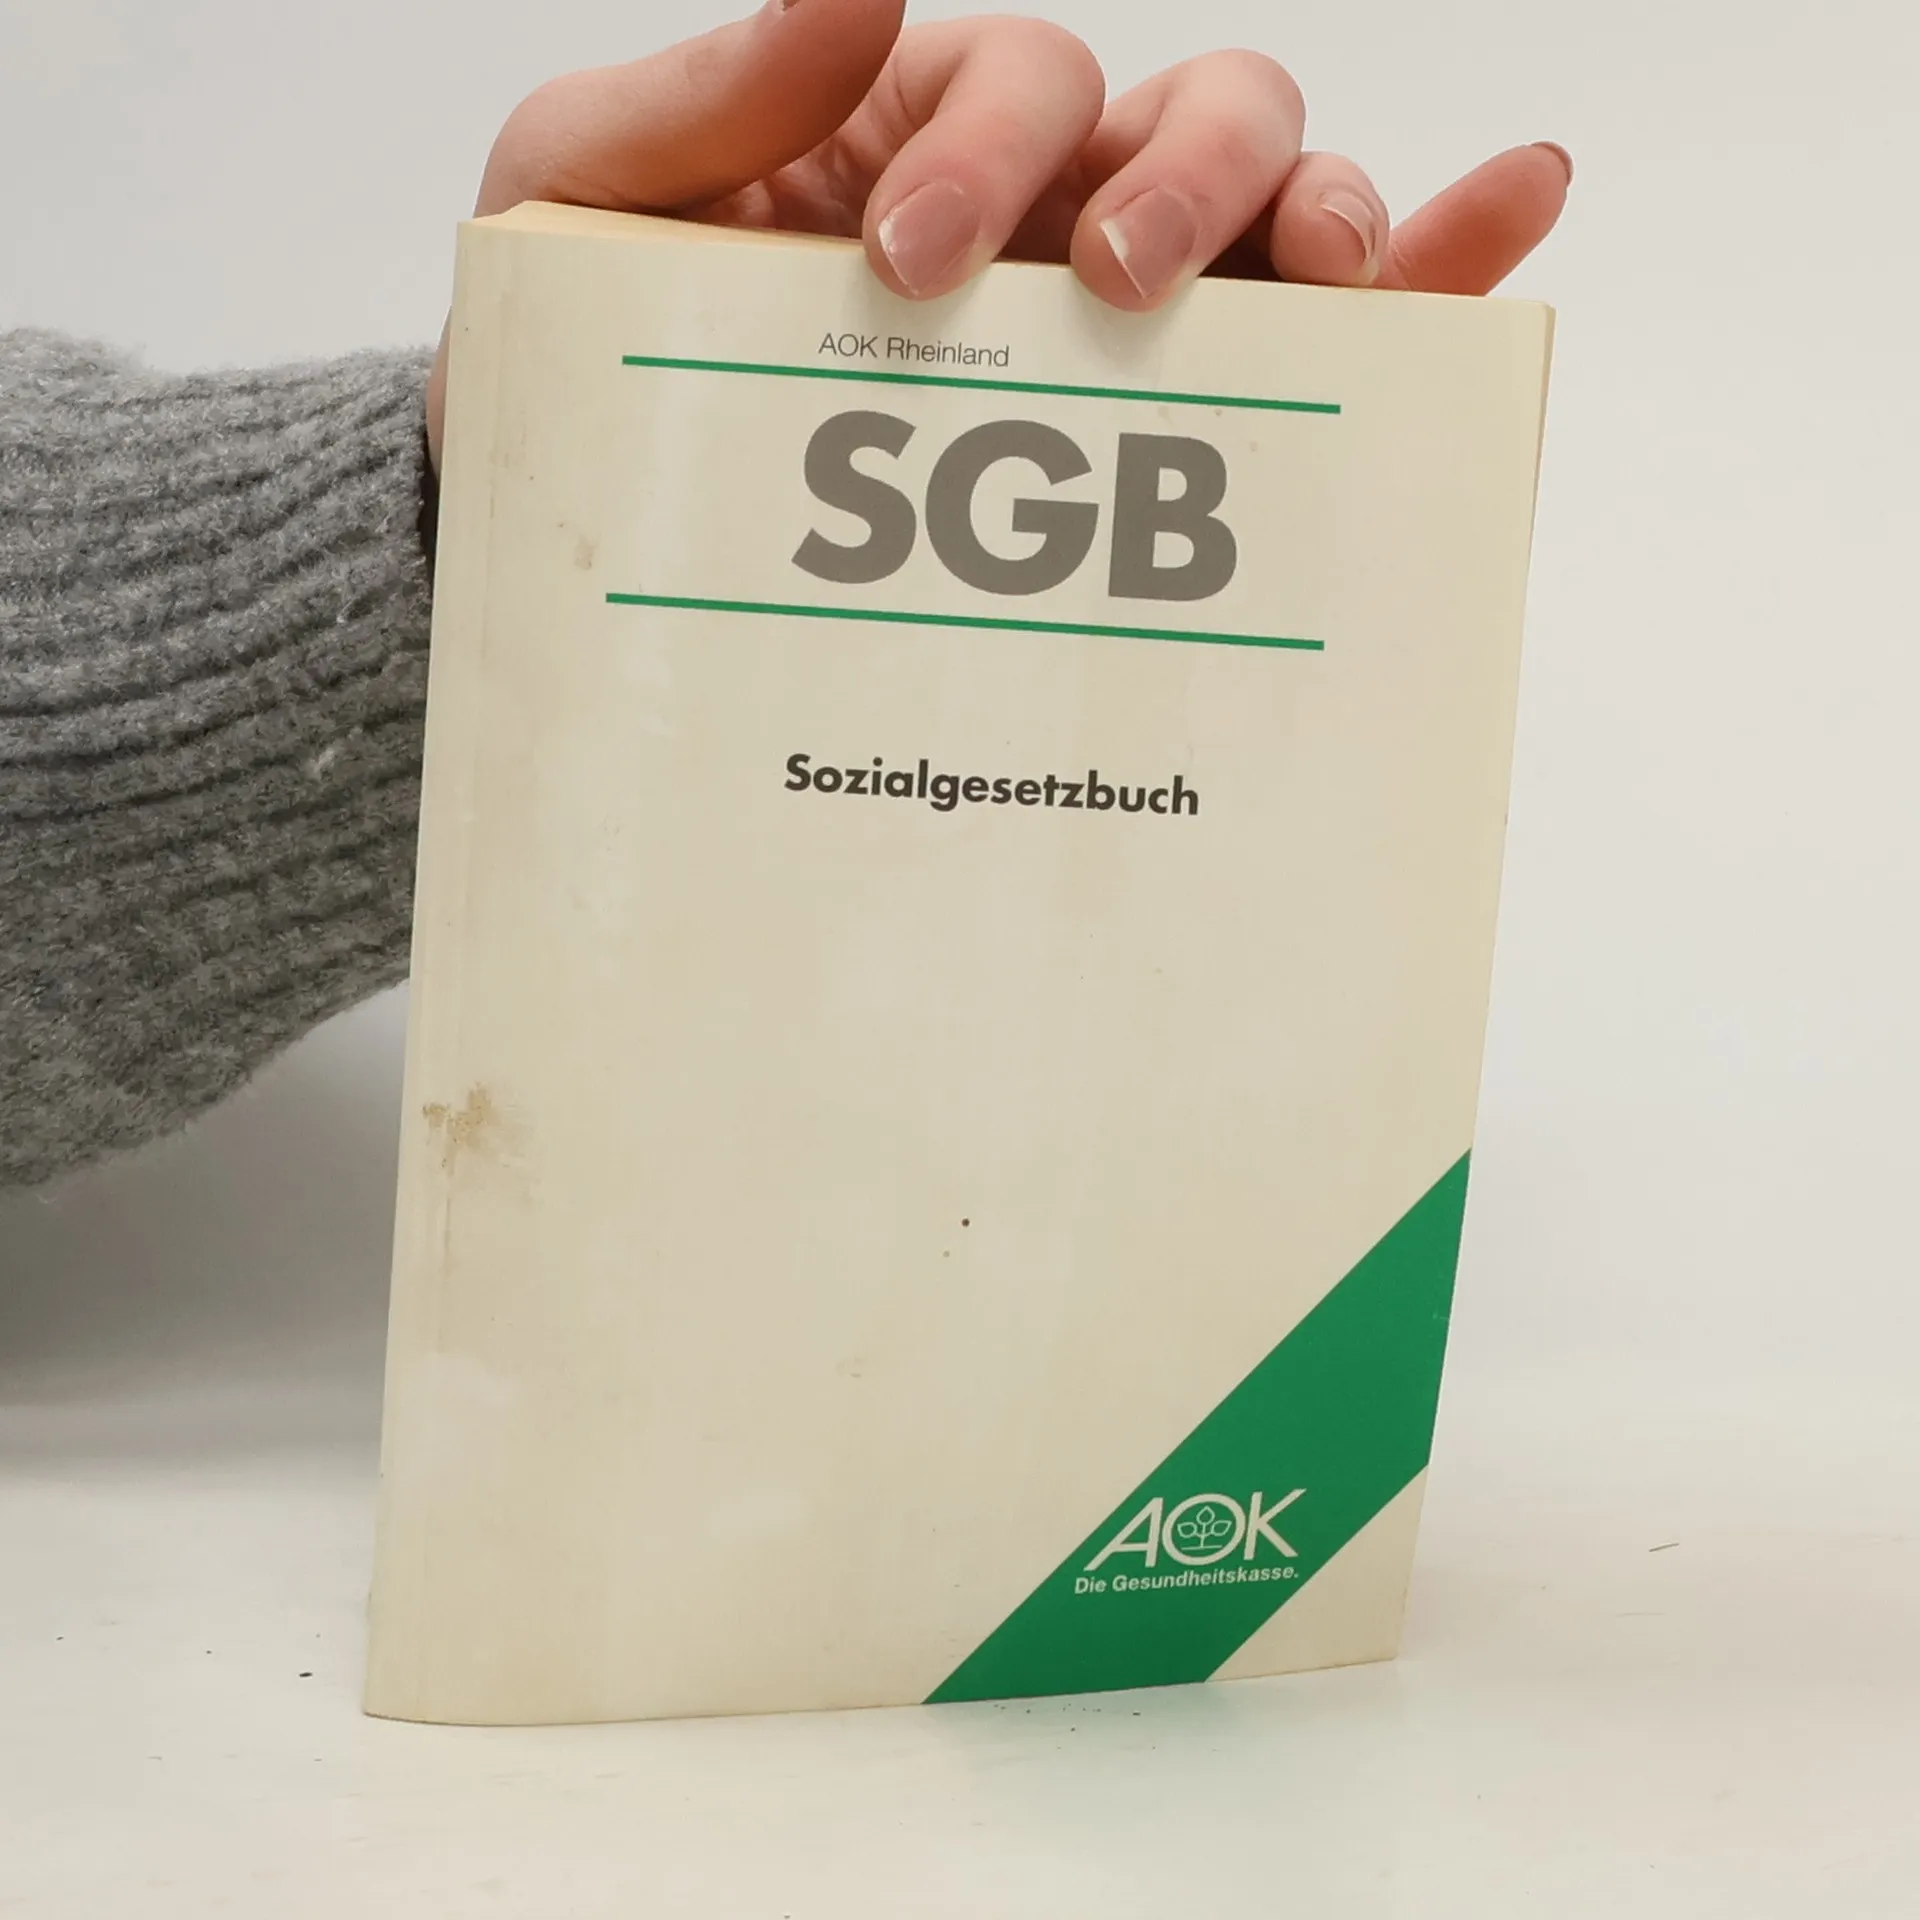 AOK Rheinland
SGB
Sozialgesetzbuch
AOK
Die Gesundheitskasse.